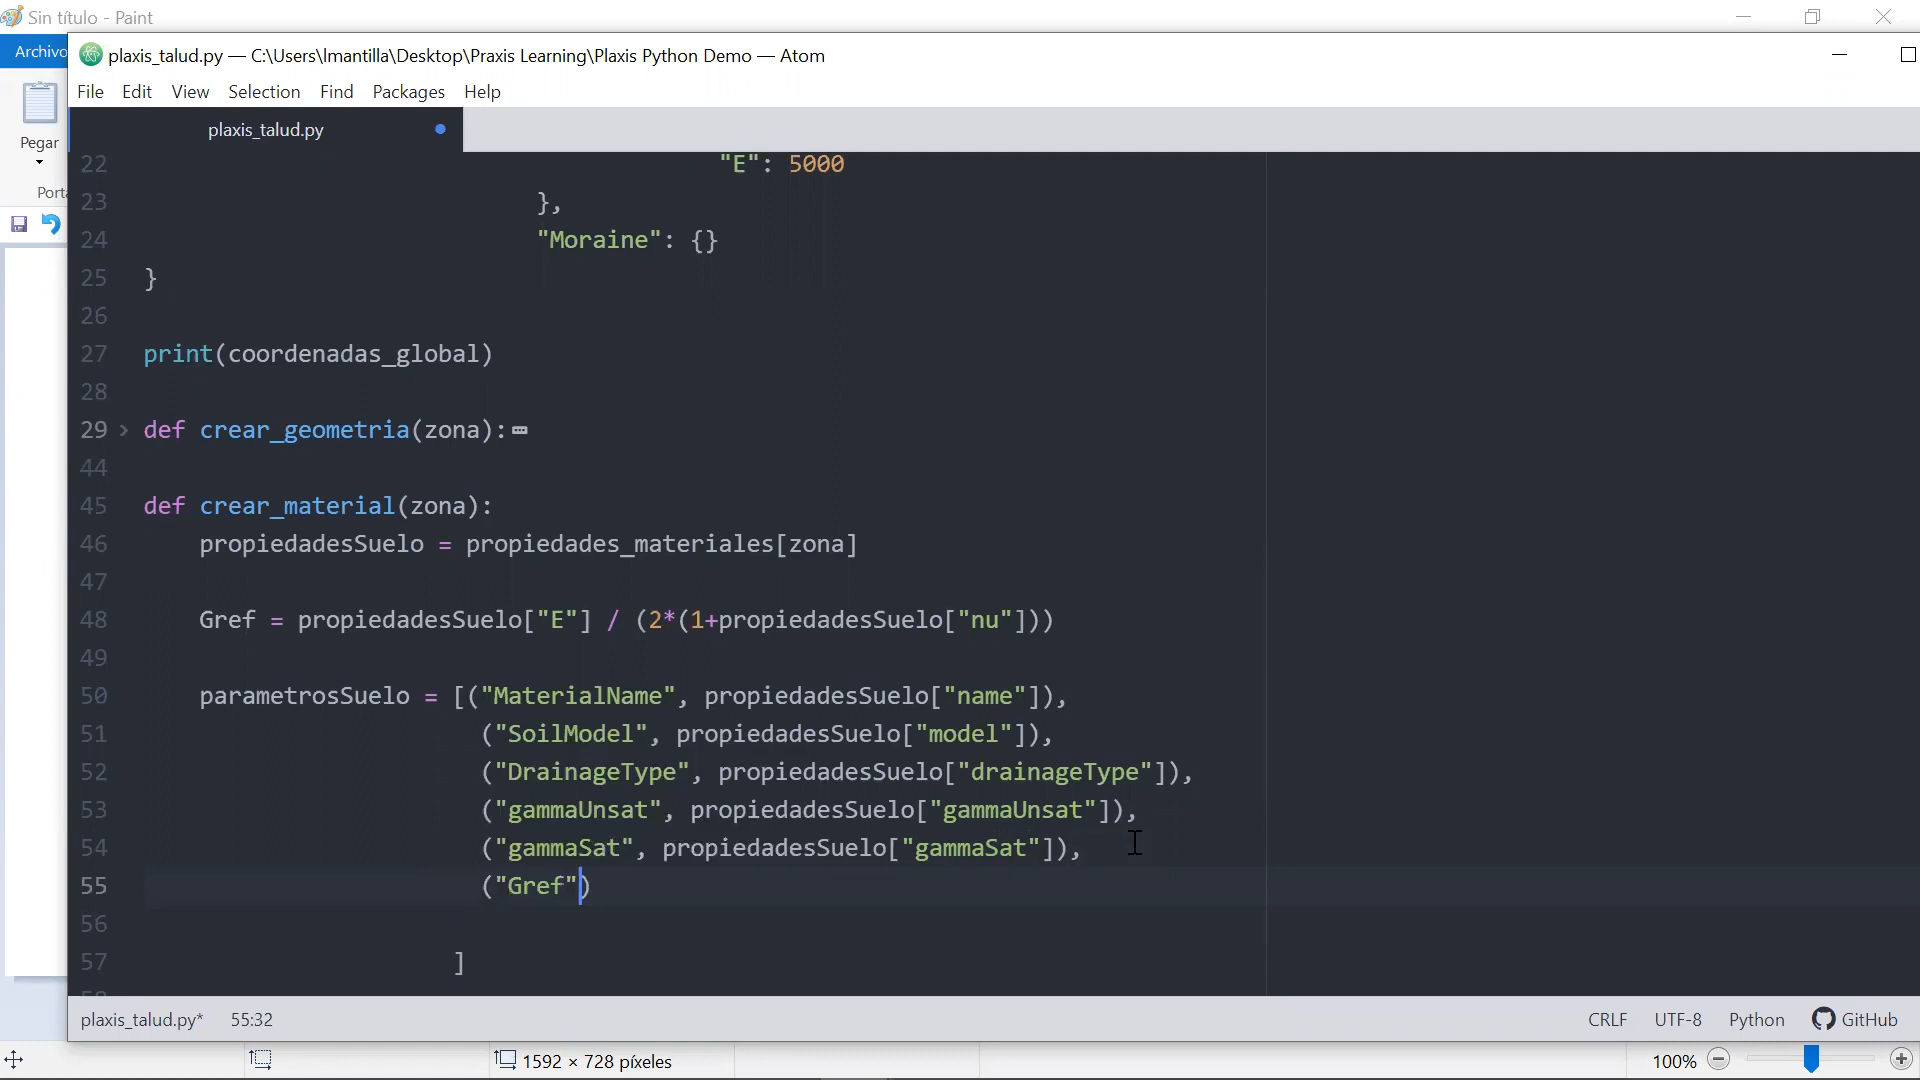 Sin título - Paint
Archivo
plaxis_talud.py — C:\Users\lmantilla\Desktop\Praxis Learning\Plaxis Python Demo — Atom
File Edit View Selection Find Packages Help
Pegar
plaxis_talud.py
22 "E": 5000
23 },
24 "Moraine": {}
25 }
26
27 print(coordenadas_global)
28
29 def crear_geometria(zona):
44
45 def crear_material(zona):
46 propiedadesSuelo = propiedades_materiales[zona]
47
48 Gref = propiedadesSuelo["E"] / (2*(1+propiedadesSuelo["nu"]))
49
50 parametrosSuelo = [("MaterialName", propiedadesSuelo["name"]),
51 ("SoilModel", propiedadesSuelo["model"]),
52 ("DrainageType", propiedadesSuelo["drainageType"]),
53 ("gammaUnsat", propiedadesSuelo["gammaUnsat"]),
54 ("gammaSat", propiedadesSuelo["gammaSat"]),
55 ("Gref")
56
57 ]
plaxis_talud.py* 55:32 CRLF UTF-8 Python GitHub
1592 × 728 píxeles 100%